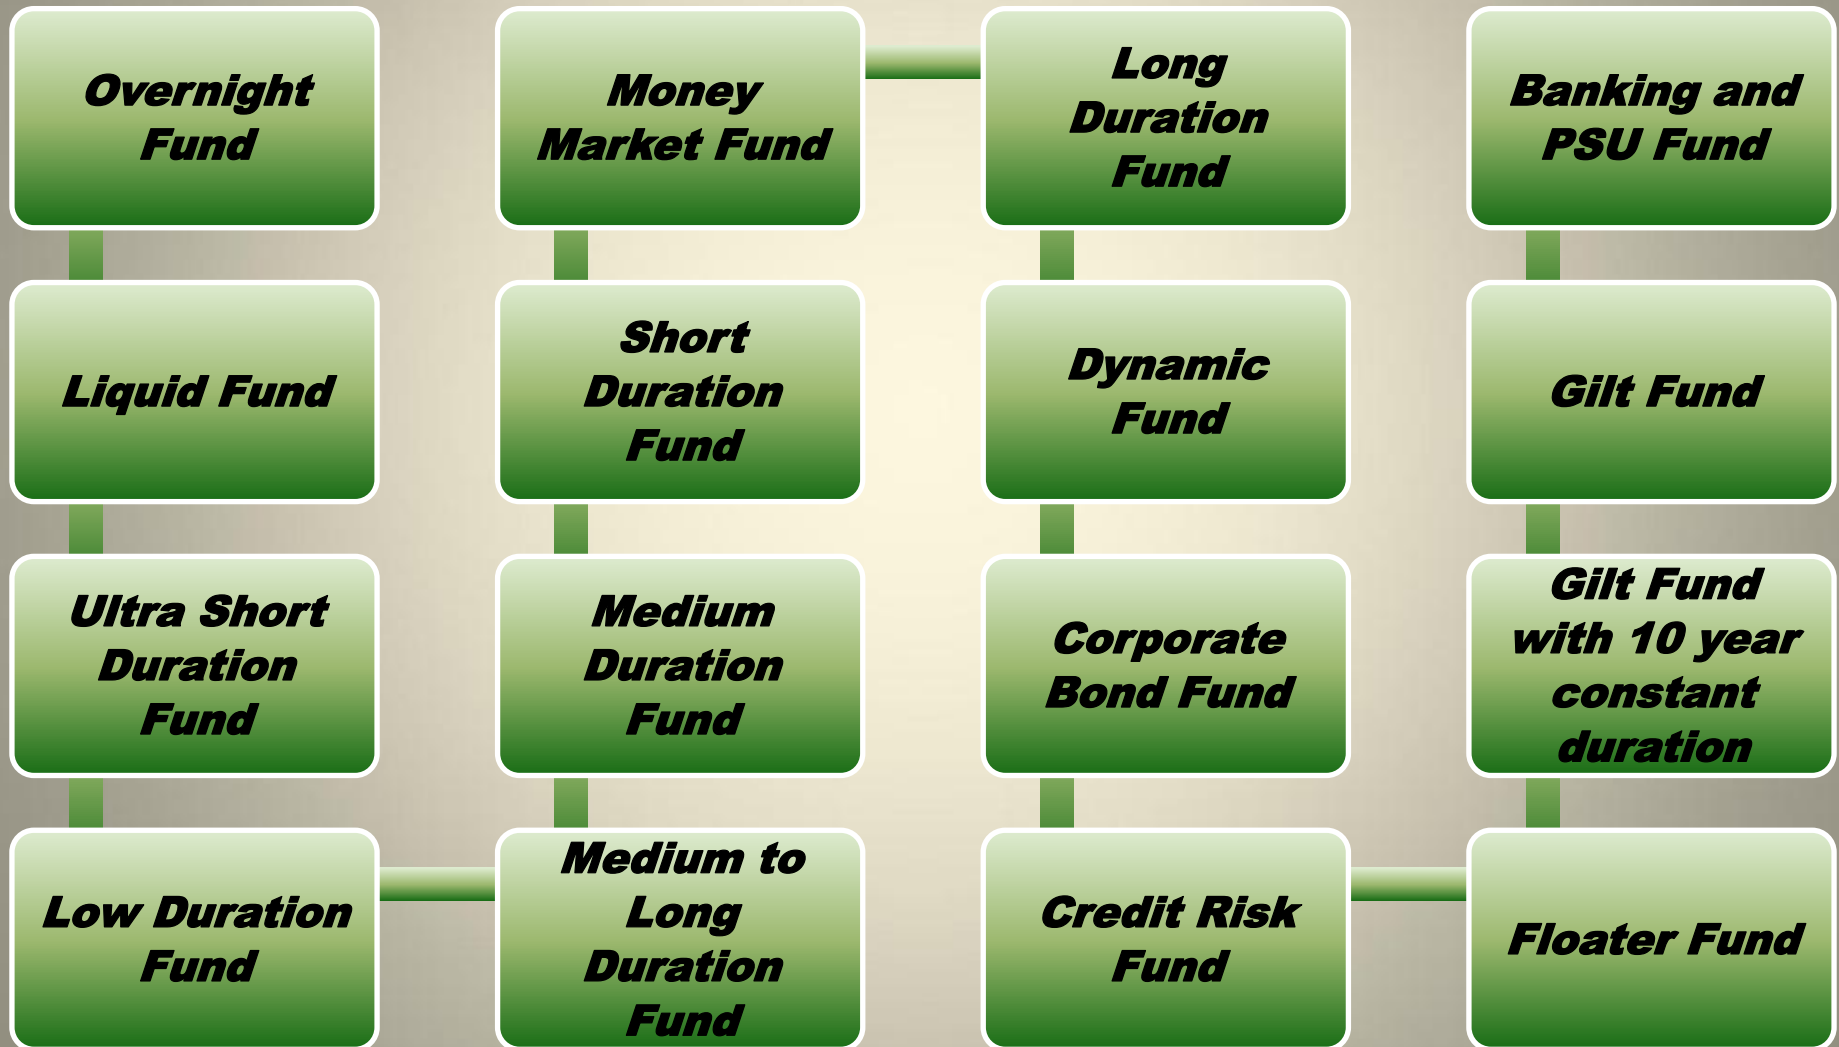 Overnight
Fund
Liquid Fund
Ultra Short
Duration
Fund
Low Duration
Fund
Money
Market Fund
Short
Duration
Fund
Medium
Duration
Fund
Medium to
Long
Duration
Fund
Long
Duration
Fund
Dynamic
Fund
Corporate
Bond Fund
Credit Risk
Fund
Banking and
PSU Fund
Gilt Fund
Gilt Fund
with 10 year
constant
duration
Floater Fund